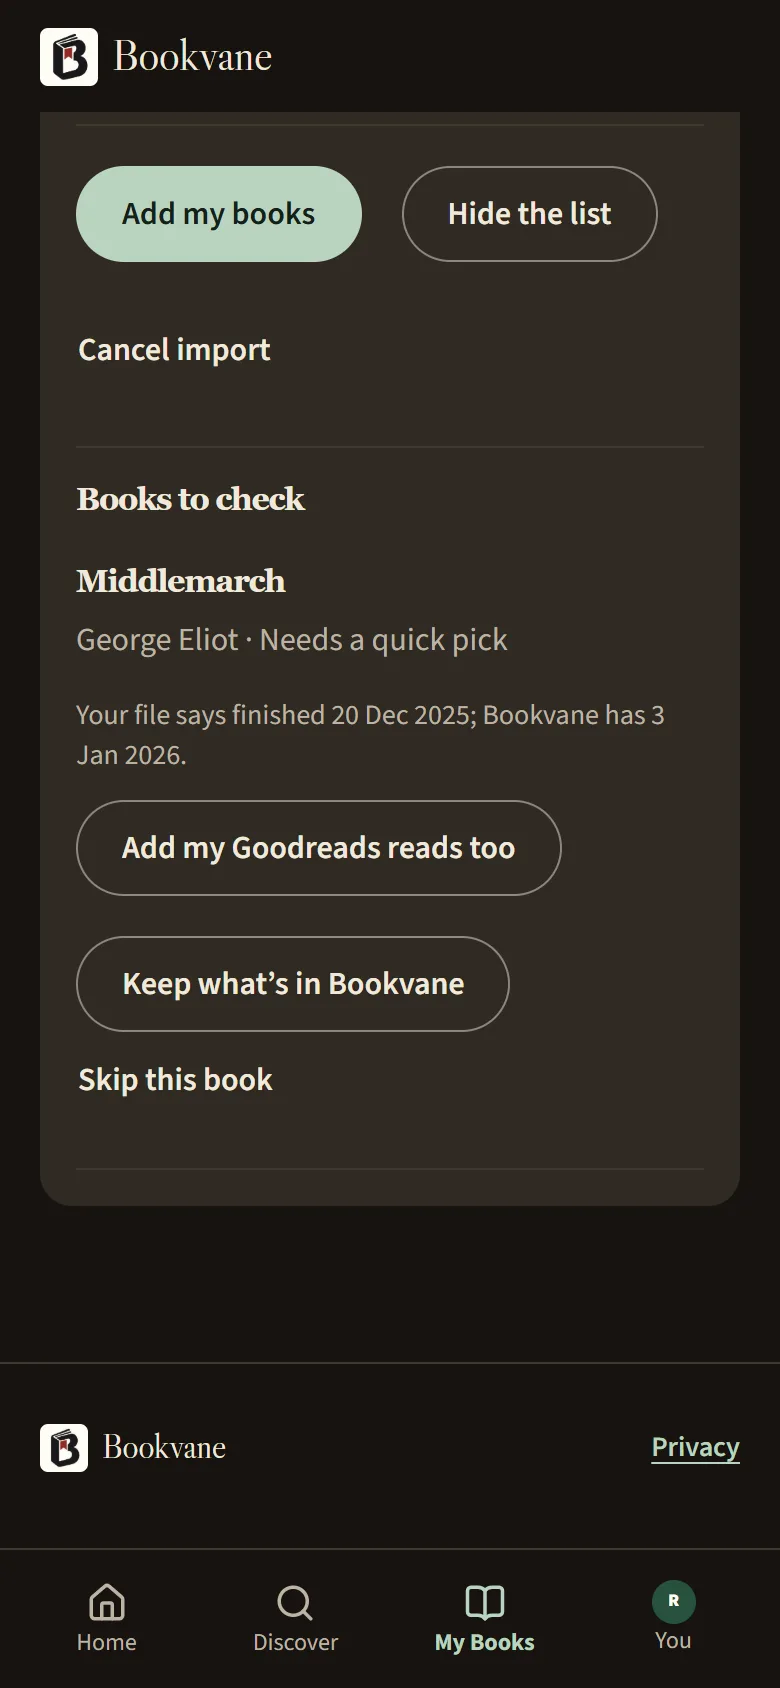 Bookvane
Add my books
Hide the list
Cancel import
Books to check
Middlemarch
George Eliot · Needs a quick pick
Your file says finished 20 Dec 2025; Bookvane has 3
Jan 2026.
Add my Goodreads reads too
Keep what’s in Bookvane
Skip this book
Bookvane
Privacy
Home
Discover
My Books
R
You